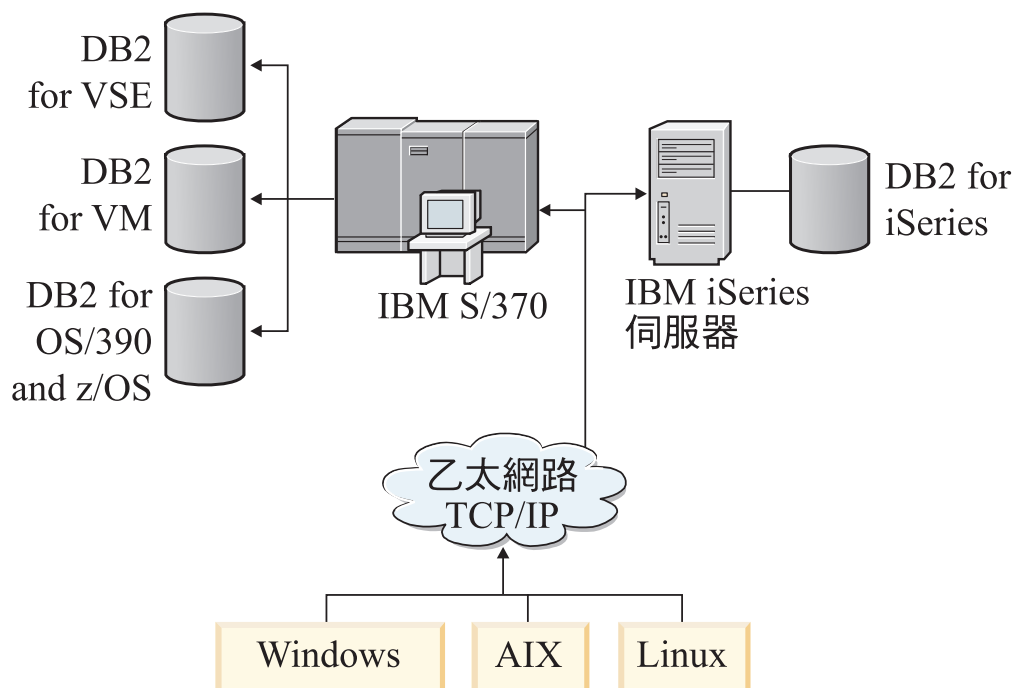 DB2
for VSE
DB2
for VM
DB2 for
OS/390
and z/OS
IBM S/370
IBM iSeries
伺服器
DB2 for
iSeries
乙太網路
TCP/IP
Windows
AIX
Linux